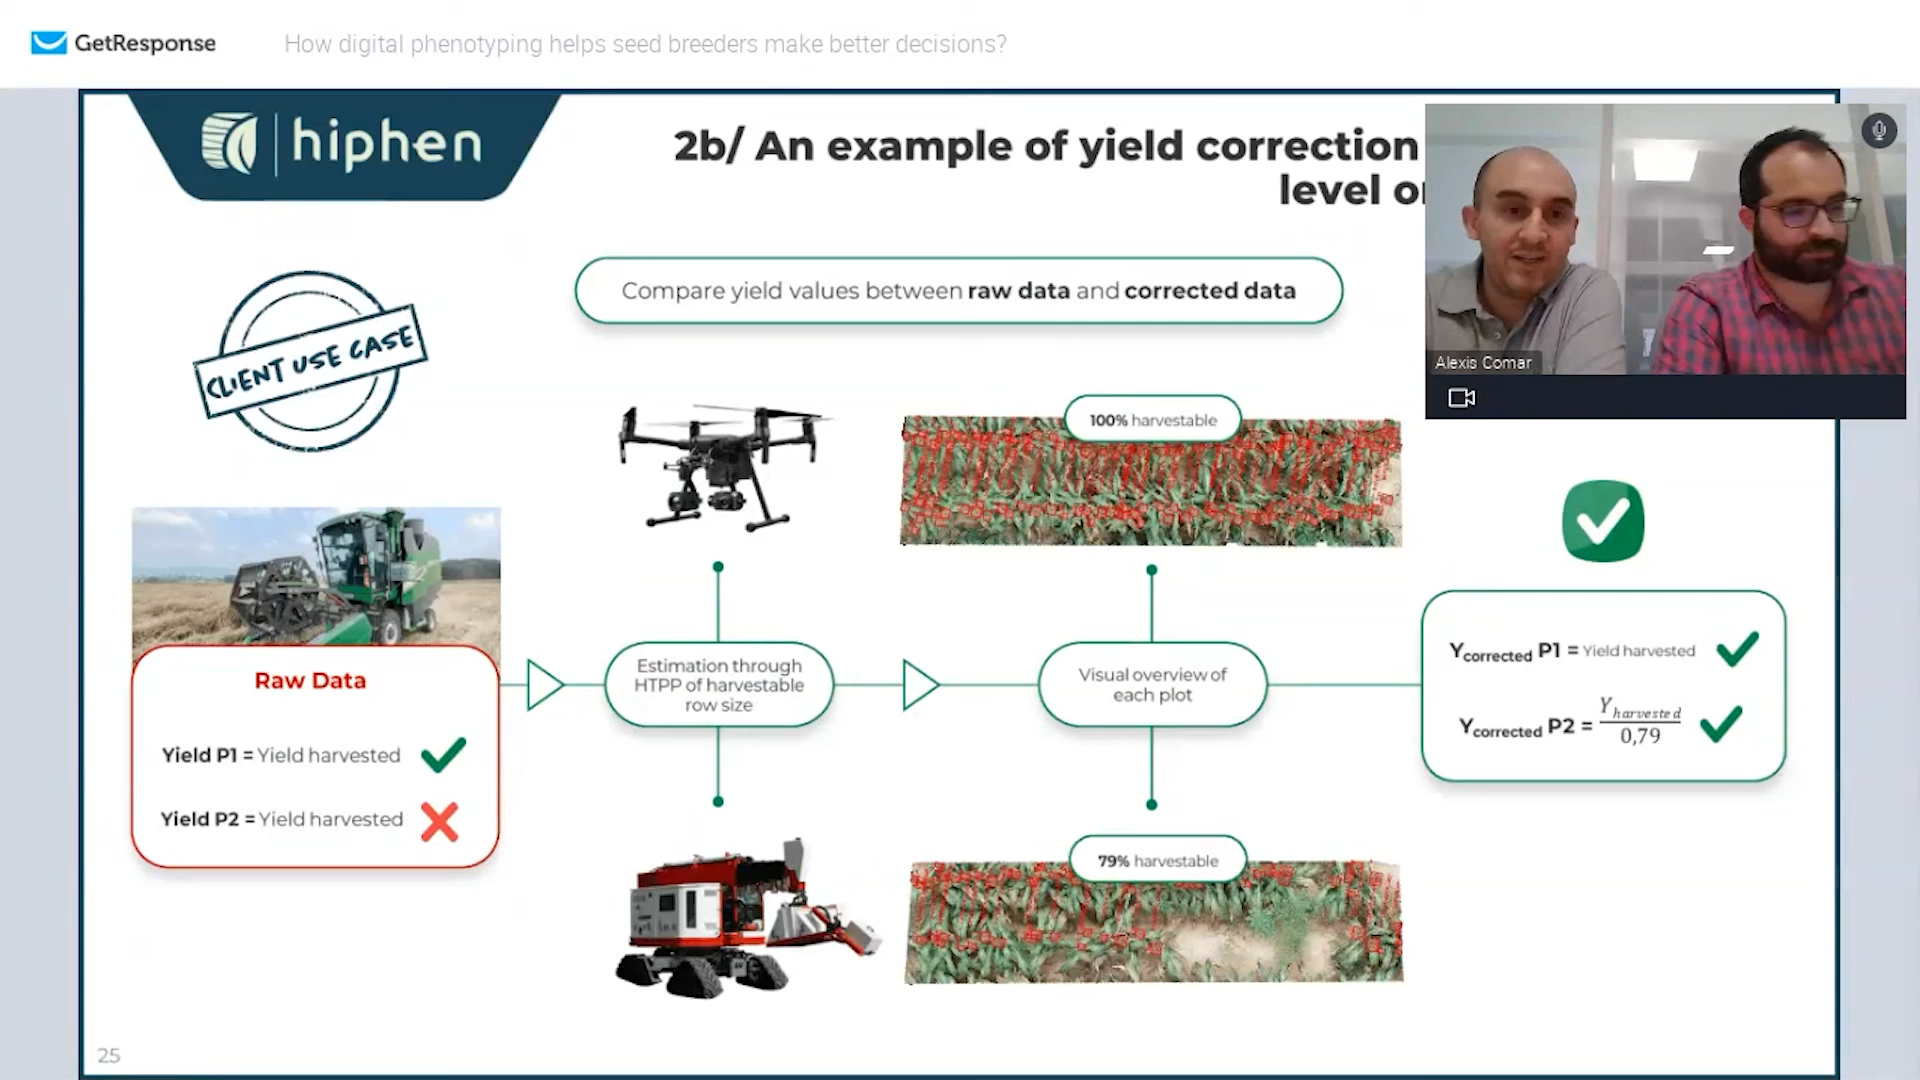 GetResponse
How digital phenotyping helps seed breeders make better decisions?
hiphen
2b/ An example of yield correction
level
Alexis Comar
Compare yield values between raw data and corrected data
CLIENT USE CASE
100% harvestable
Raw Data
Yield P1 = Yield harvested
Yield P2 = Yield harvested
Estimation through
HTPP of harvestable
row size
Visual overview of
each plot
Ycorrected P1 = Yield harvested
Ycorrected P2 = Yharvested / 0,79
79% harvestable
25